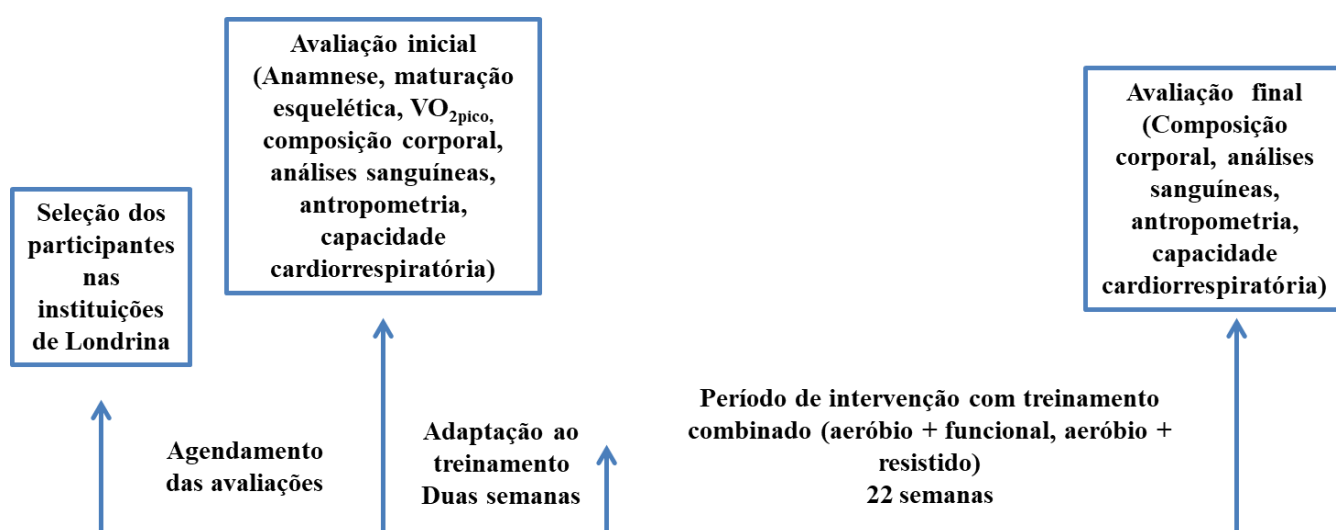 Seleção dos
participantes
nas
instituições
de Londrina
Agendamento
das avaliações
Avaliação inicial
(Anamnese, maturação
esquelética, VO₂pico,
composição corporal,
análises sanguíneas,
antropometria,
capacidade
cardiorrespiratória)
Adaptação ao
treinamento
Duas semanas
Período de intervenção com treinamento
combinado (aeróbio + funcional, aeróbio +
resistido)
22 semanas
Avaliação final
(Composição
corporal, análises
sanguíneas,
antropometria,
capacidade
cardiorrespiratória)